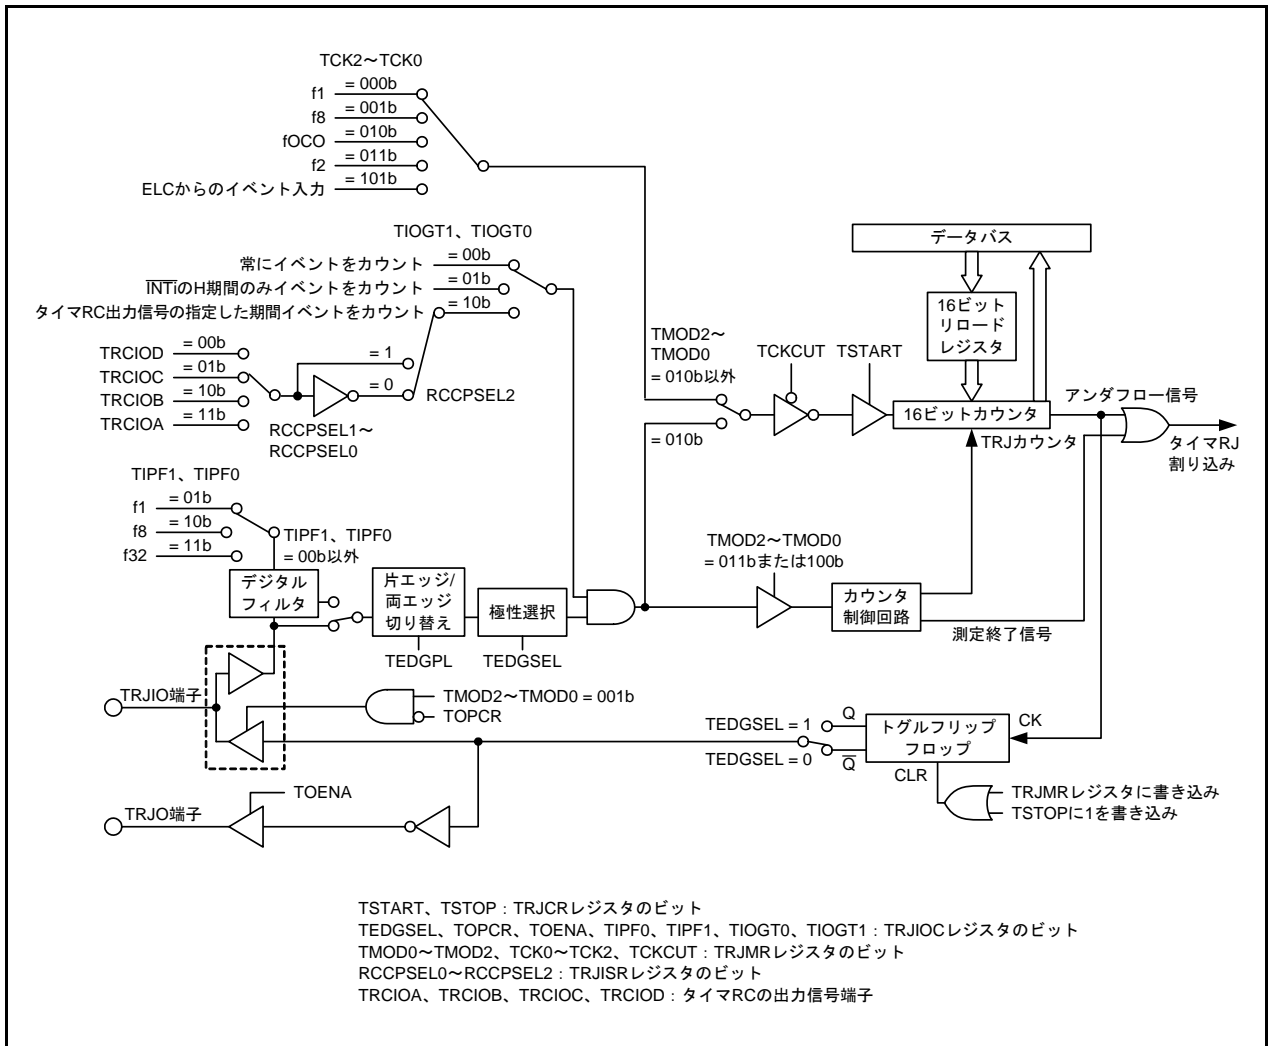 TCK2～TCK0
f1 = 000b
f8 = 001b
fOCO = 010b
f2 = 011b
ELCからのイベント入力 = 101b
TIOGT1、TIOGT0
常にイベントをカウント = 00b
INTiのH期間のみイベントをカウント = 01b
タイマRC出力信号の指定した期間イベントをカウント = 10b
TRCIOD = 00b
TRCIOC = 01b
TRCIOB = 10b
TRCIOA = 11b
= 1
= 0
RCCPSEL2
RCCPSEL1～
RCCPSEL0
TIPF1、TIPF0
f1 = 01b
f8 = 10b
f32 = 11b
TIPF1、TIPF0
= 00b以外
デジタル
フィルタ
片エッジ/
両エッジ
切り替え
極性選択
TEDGPL
TEDGSEL
TMOD2～
TMOD0
= 010b以外
= 010b
TCKCUT
TSTART
データバス
16ビット
リロード
レジスタ
16ビットカウンタ
TRJカウンタ
アンダフロー信号
タイマRJ
割り込み
TMOD2～TMOD0
= 011bまたは100b
カウンタ
制御回路
測定終了信号
TRJIO端子
TMOD2～TMOD0 = 001b
TOPCR
TEDGSEL = 1
TEDGSEL = 0
Q
Q
トグルフリップ
フロップ
CK
CLR
TRJMRレジスタに書き込み
TSTOPに1を書き込み
TOENA
TRJO端子
TSTART、TSTOP：TRJCRレジスタのビット
TEDGSEL、TOPCR、TOENA、TIPF0、TIPF1、TIOGT0、TIOGT1：TRJIOCレジスタのビット
TMOD0～TMOD2、TCK0～TCK2、TCKCUT：TRJMRレジスタのビット
RCCPSEL0～RCCPSEL2：TRJISRレジスタのビット
TRCIOA、TRCIOB、TRCIOC、TRCIOD：タイマRCの出力信号端子